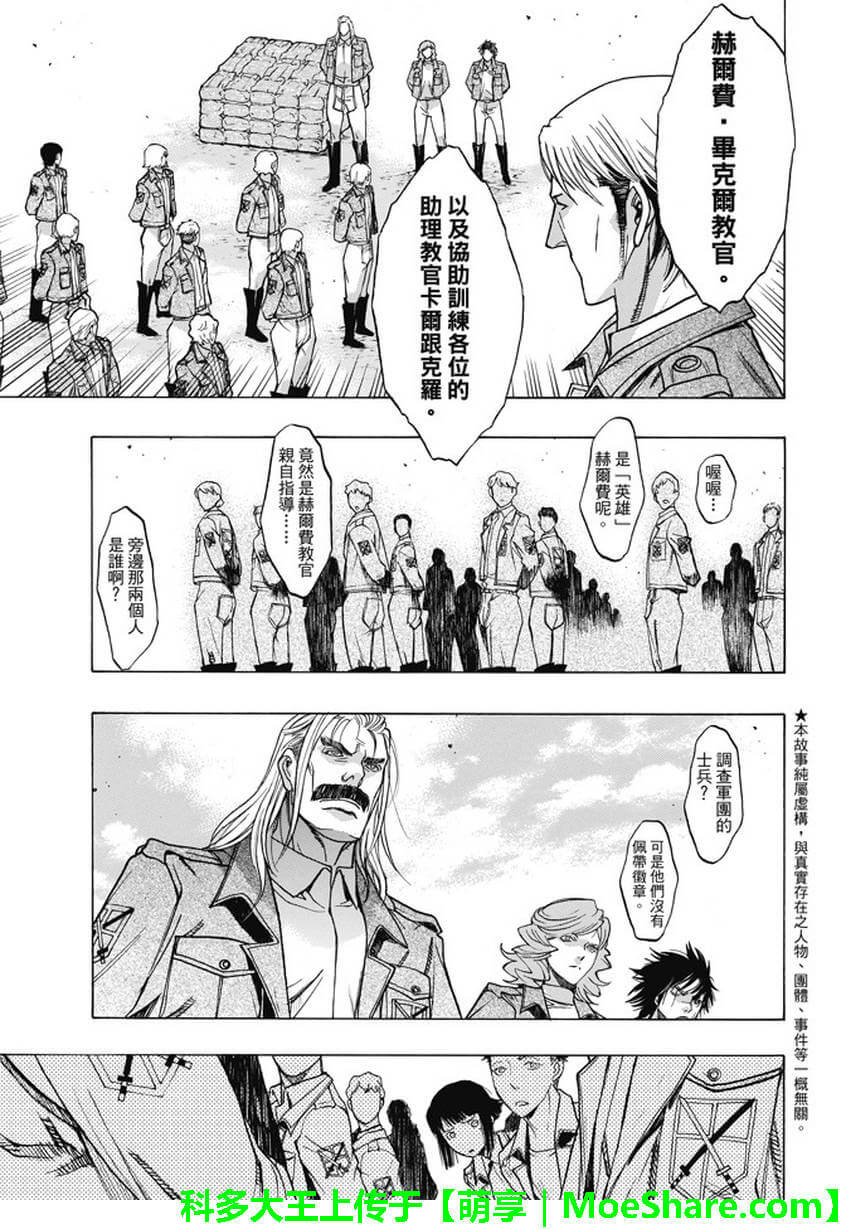 赫爾費・畢克爾教官。
以及協助訓練各位的
助理教官卡爾跟克羅。
喔喔…
是「英雄」
赫爾費呢。
竟然是赫爾費教官
親自指導……
旁邊那兩個人
是誰啊？
調查軍團的
士兵？
可是他們沒有
佩帶徽章。
★本故事純屬虛構，與真實存在之人物、團體、事件等一概無關。
科多大王上传于【萌享｜MoeShare.com】